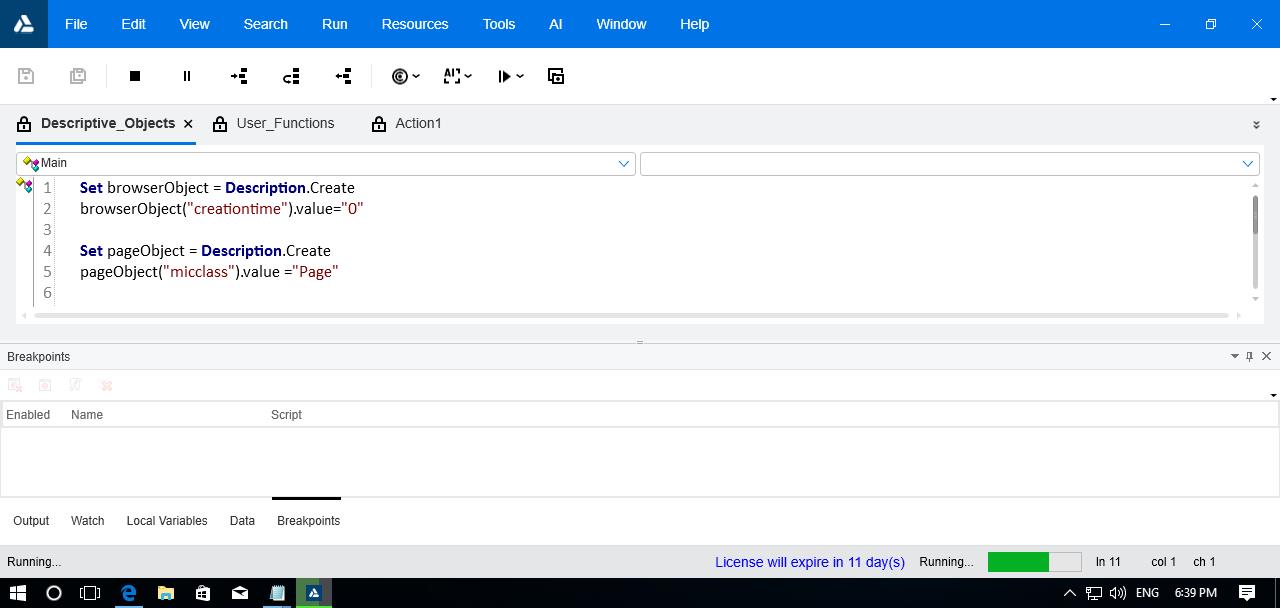 File Edit View Search Run Resources Tools AI Window Help
AI
Descriptive_Objects User_Functions Action1
Main
1 Set browserObject = Description.Create
2 browserObject("creationtime").value="0"
3
4 Set pageObject = Description.Create
5 pageObject("micclass").value ="Page"
6
Breakpoints
Enabled Name Script
Output Watch Local Variables Data Breakpoints
Running... License will expire in 11 day(s) Running... ln 11 col 1 ch 1
ENG 6:39 PM